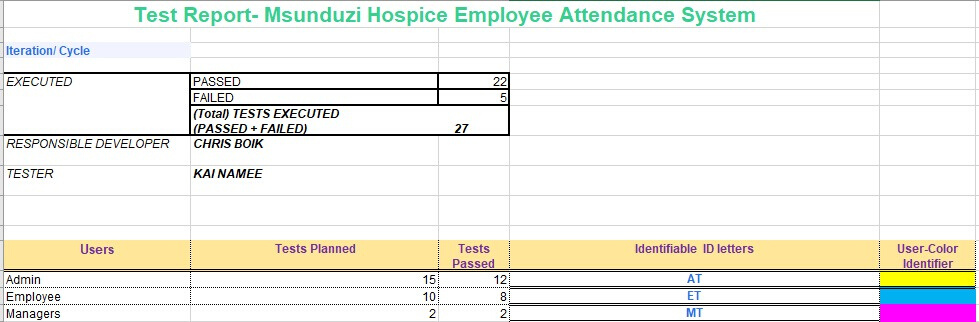 Test Report- Msunduzi Hospice Employee Attendance System
Iteration/ Cycle
EXECUTED PASSED 22
FAILED 5
(Total) TESTS EXECUTED
(PASSED + FAILED) 27
RESPONSIBLE DEVELOPER CHRIS BOIK
TESTER KAI NAMEE
Users Tests Planned Tests Passed Identifiable ID letters User-Color Identifier
Admin 15 12 AT
Employee 10 8 ET
Managers 2 2 MT